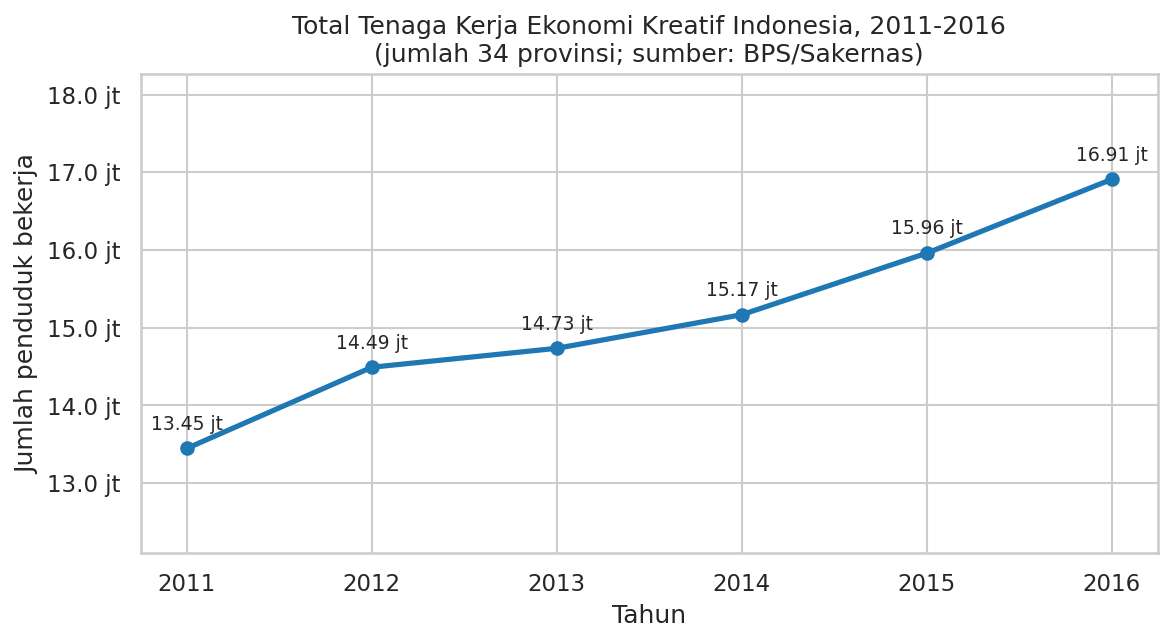 Total Tenaga Kerja Ekonomi Kreatif Indonesia, 2011-2016
(jumlah 34 provinsi; sumber: BPS/Sakernas)
Jumlah penduduk bekerja
18.0 jt
17.0 jt
16.0 jt
15.0 jt
14.0 jt
13.0 jt
13.45 jt
14.49 jt
14.73 jt
15.17 jt
15.96 jt
16.91 jt
2011
2012
2013
2014
2015
2016
Tahun